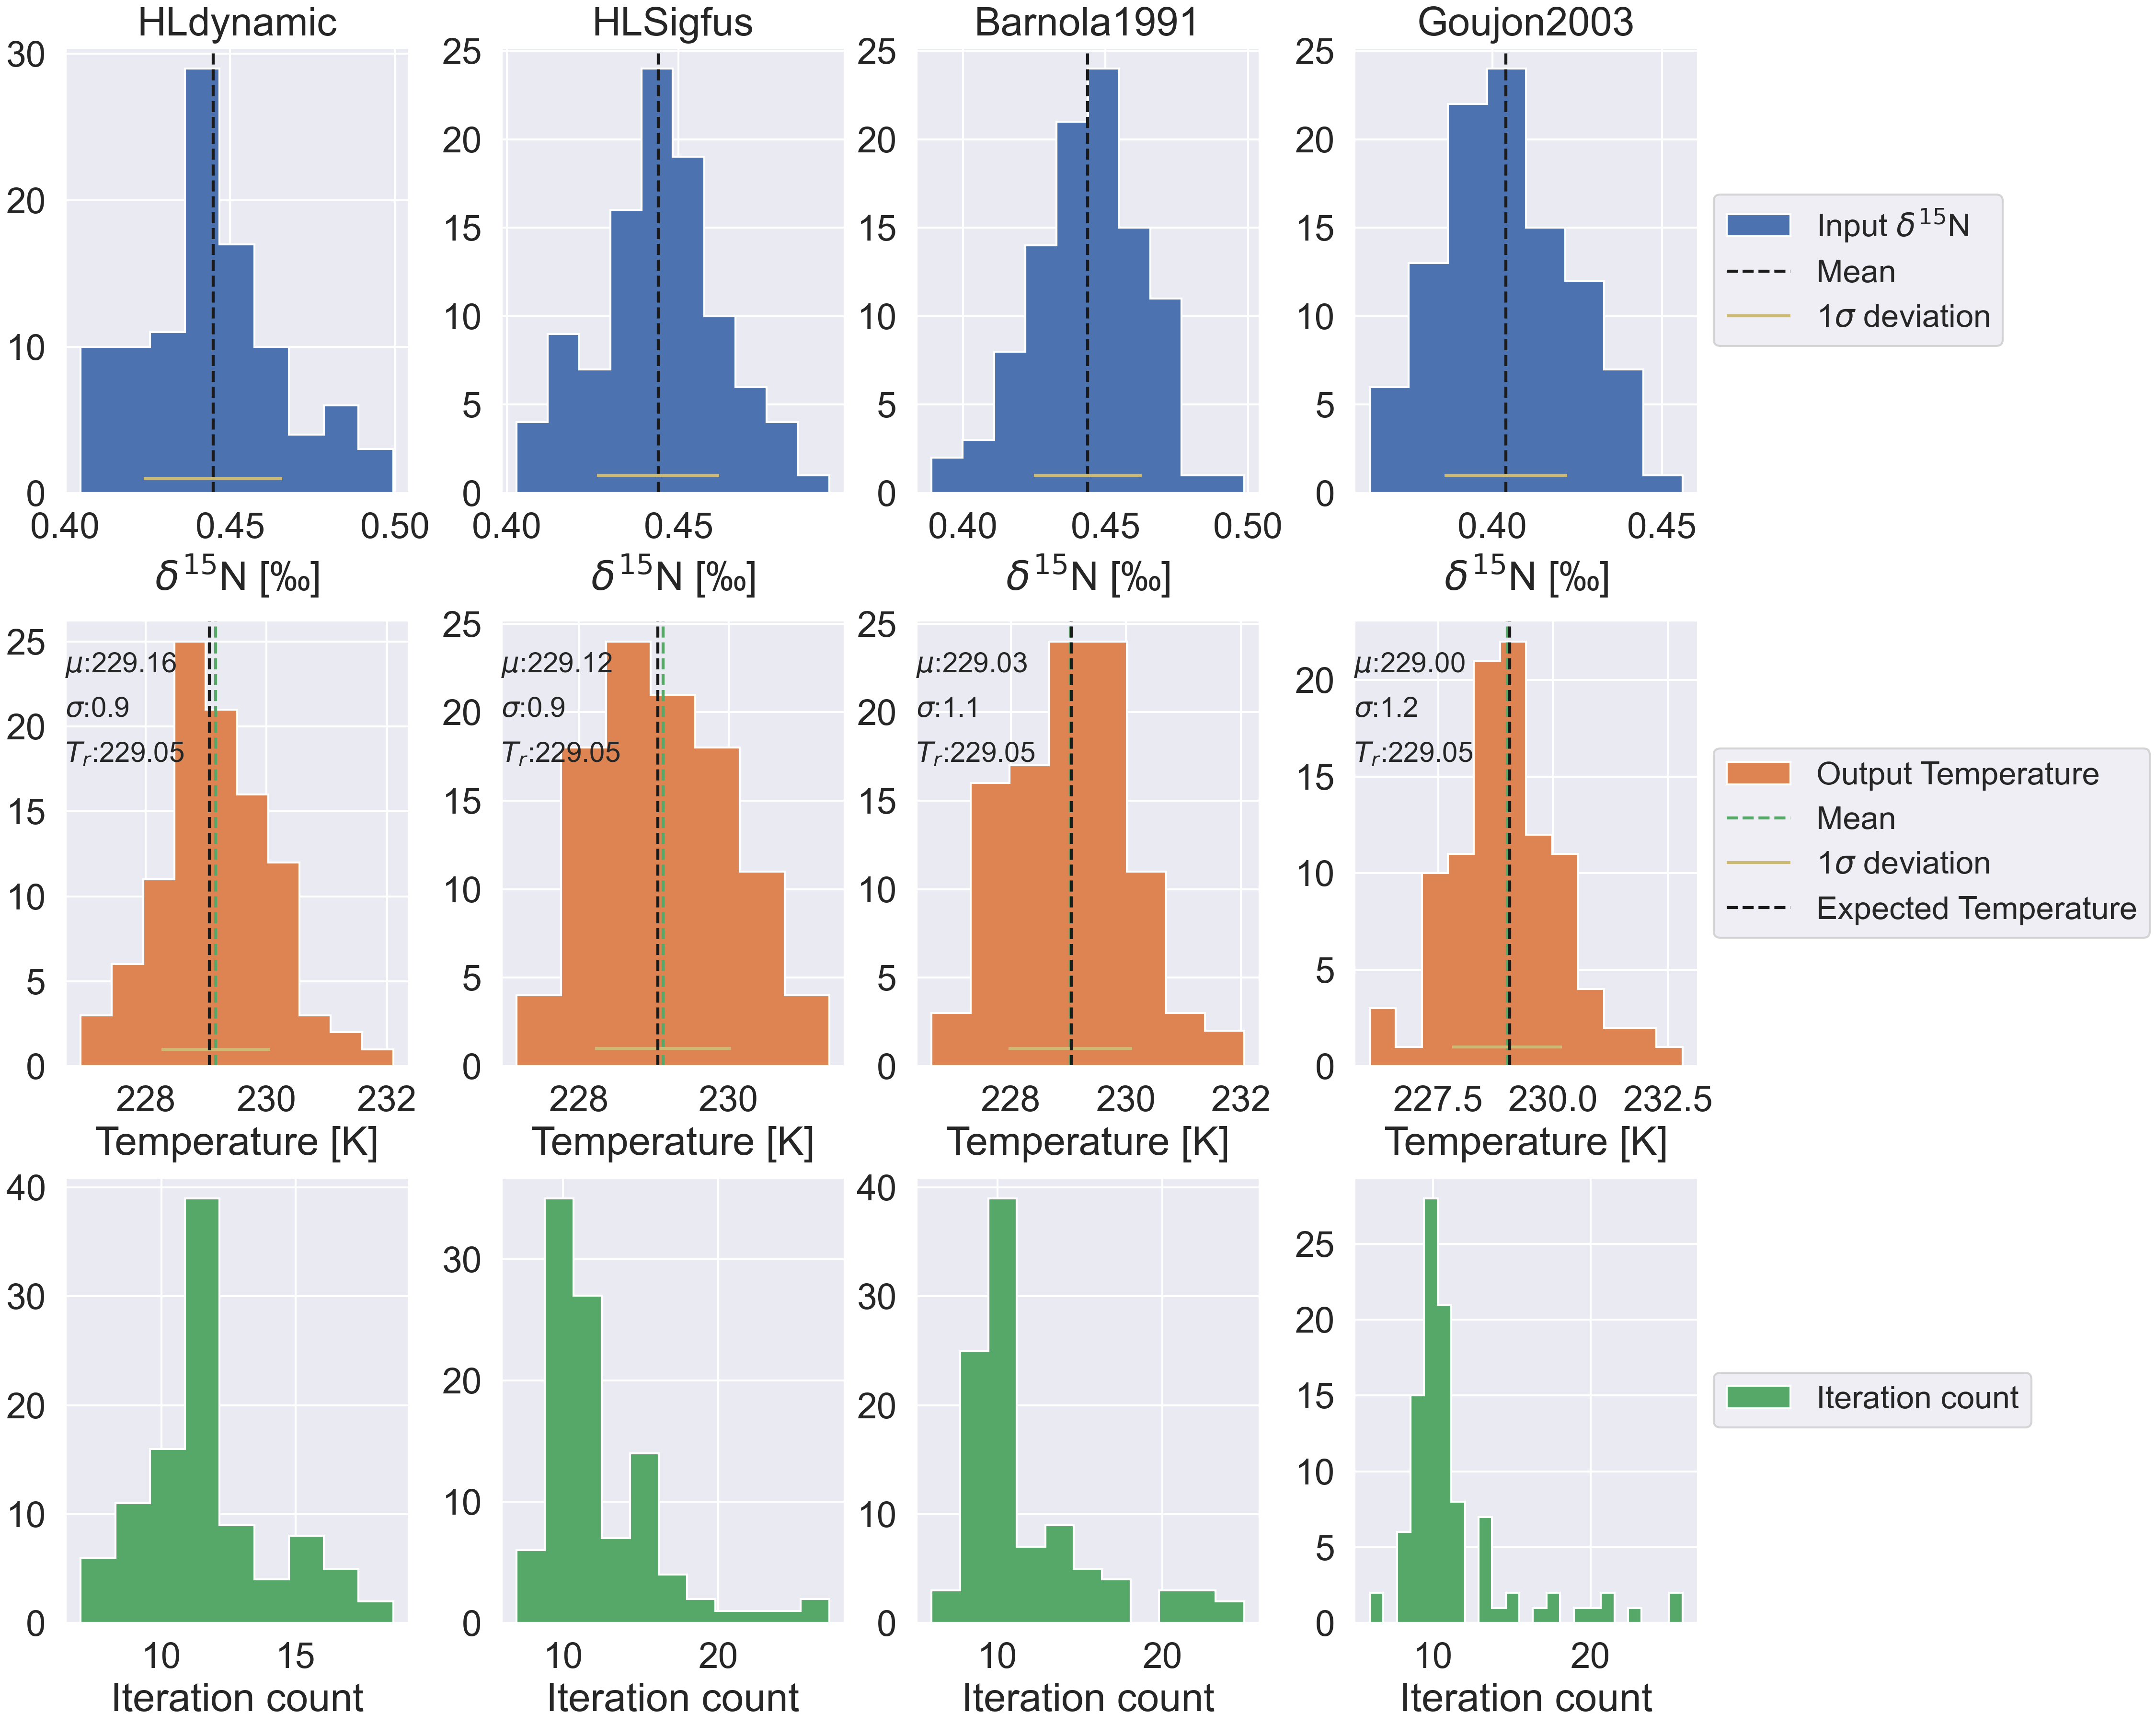 HLdynamic HLSigfus Barnola1991 Goujon2003
30 20 10 0
0.40 0.45 0.50
δ¹⁵N [‰]
25 20 15 10 5 0
0.40 0.45
δ¹⁵N [‰]
25 20 15 10 5 0
0.40 0.45 0.50
δ¹⁵N [‰]
25 20 15 10 5 0
0.40 0.45
δ¹⁵N [‰]
Input δ¹⁵N
Mean
1σ deviation
25 20 15 10 5 0
μ:229.16
σ:0.9
Tᵣ:229.05
228 230 232
Temperature [K]
25 20 15 10 5 0
μ:229.12
σ:0.9
Tᵣ:229.05
228 230
Temperature [K]
25 20 15 10 5 0
μ:229.03
σ:1.1
Tᵣ:229.05
228 230 232
Temperature [K]
20 15 10 5 0
μ:229.00
σ:1.2
Tᵣ:229.05
227.5 230.0 232.5
Temperature [K]
Output Temperature
Mean
1σ deviation
Expected Temperature
40 30 20 10 0
10 15
Iteration count
30 20 10 0
10 20
Iteration count
40 30 20 10 0
10 20
Iteration count
25 20 15 10 5 0
10 20
Iteration count
Iteration count